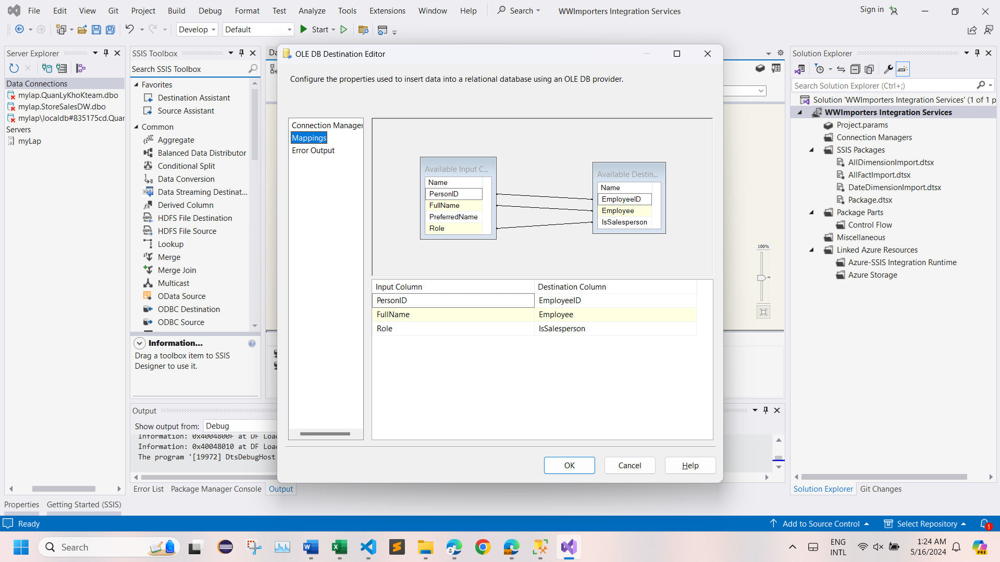 File Edit View Git Project Build Debug Format Test Analyze Tools Extensions Window Help Search WWImporters Integration Services Sign in
Develop Default Start
Server Explorer
Data Connections
mylap.QuanLyKhoKteam.dbo
mylap.StoreSalesDW.dbo
mylap\localdb#835175cd.Quar
Servers
myLap
SSIS Toolbox
Search SSIS Toolbox
Favorites
Destination Assistant
Source Assistant
Common
Aggregate
Balanced Data Distributor
Conditional Split
Data Conversion
Data Streaming Destinat...
Derived Column
HDFS File Destination
HDFS File Source
Lookup
Merge
Merge Join
Multicast
OData Source
ODBC Destination
ODBC Source
Information...
Drag a toolbox item to SSIS
Designer to use it.
OLE DB Destination Editor
Configure the properties used to insert data into a relational database using an OLE DB provider.
Connection Manager
Mappings
Error Output
Available Input C...
Name
PersonID
FullName
PreferredName
Role
Available Destin...
Name
EmployeeID
Employee
IsSalesperson
Input Column Destination Column
PersonID EmployeeID
FullName Employee
Role IsSalesperson
OK Cancel Help
100%
Solution Explorer
Search Solution Explorer (Ctrl+;)
Solution 'WWImporters Integration Services' (1 of 1 p
WWImporters Integration Services
Project.params
Connection Managers
SSIS Packages
AllDimensionImport.dtsx
AllFactImport.dtsx
DateDimensionImport.dtsx
Package.dtsx
Package Parts
Control Flow
Miscellaneous
Linked Azure Resources
Azure-SSIS Integration Runtime
Azure Storage
Solution Explorer Git Changes
Output
Show output from: Debug
Information: 0x4004800F at DF Loa
Information: 0x40048010 at DF Loa
The program '[19972] DtsDebugHost
Error List Package Manager Console Output
Properties Getting Started (SSIS)
Ready Add to Source Control Select Repository 1
Search
ENG
INTL
1:24 AM
5/16/2024
PRE